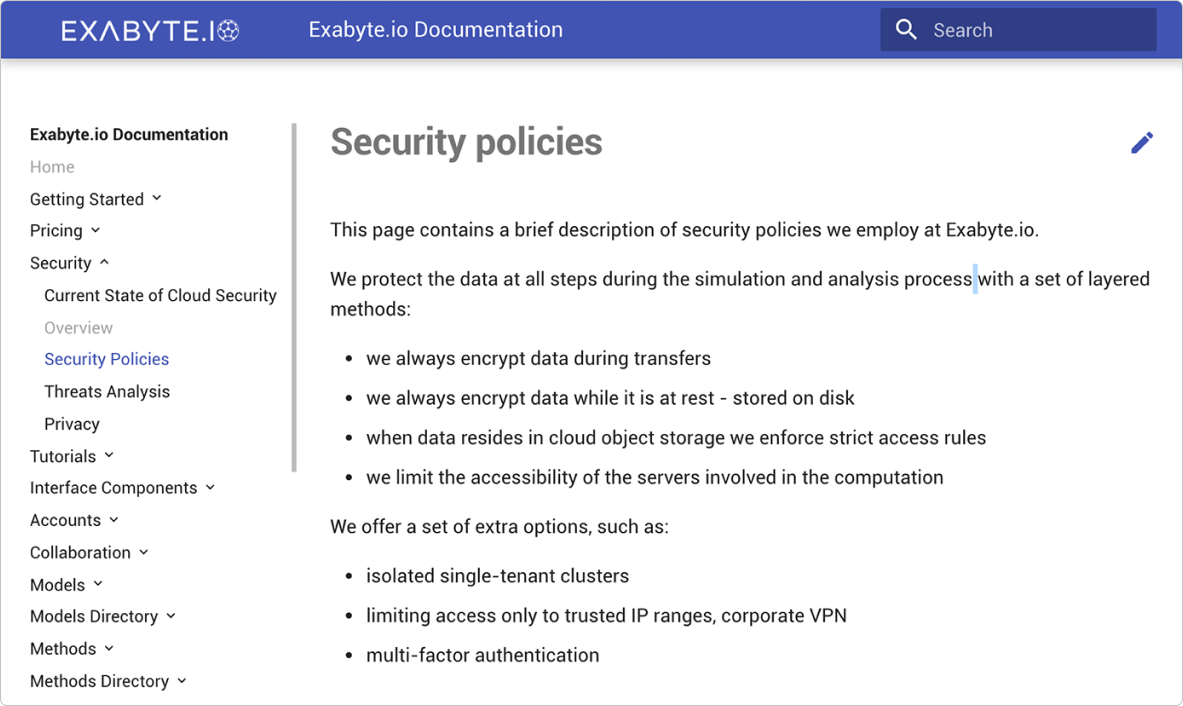 EXABYTE.IO
Exabyte.io Documentation
Search
Exabyte.io Documentation
Home
Getting Started
Pricing
Security
Current State of Cloud Security
Overview
Security Policies
Threats Analysis
Privacy
Tutorials
Interface Components
Accounts
Collaboration
Models
Models Directory
Methods
Methods Directory
Security policies
This page contains a brief description of security policies we employ at Exabyte.io.
We protect the data at all steps during the simulation and analysis process with a set of layered
methods:
• we always encrypt data during transfers
• we always encrypt data while it is at rest - stored on disk
• when data resides in cloud object storage we enforce strict access rules
• we limit the accessibility of the servers involved in the computation
We offer a set of extra options, such as:
• isolated single-tenant clusters
• limiting access only to trusted IP ranges, corporate VPN
• multi-factor authentication